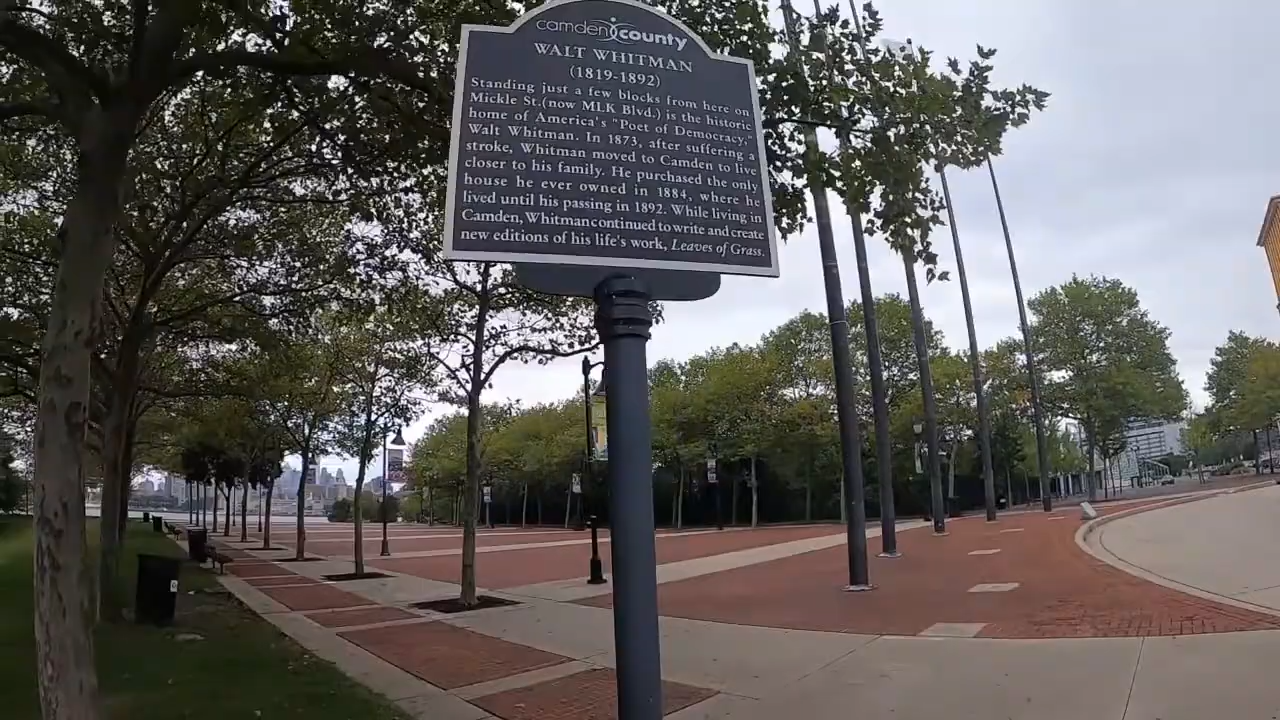 camden county
WALT WHITMAN
(1819-1892)
Standing just a few blocks from here on
Mickle St.(now MLK Blvd.) is the historic
home of America's "Poet of Democracy,"
Walt Whitman. In 1873, after suffering a
stroke, Whitman moved to Camden to live
closer to his family. He purchased the only
house he ever owned in 1884, where he
lived until his passing in 1892. While living in
Camden, Whitman continued to write and create
new editions of his life's work, Leaves of Grass.